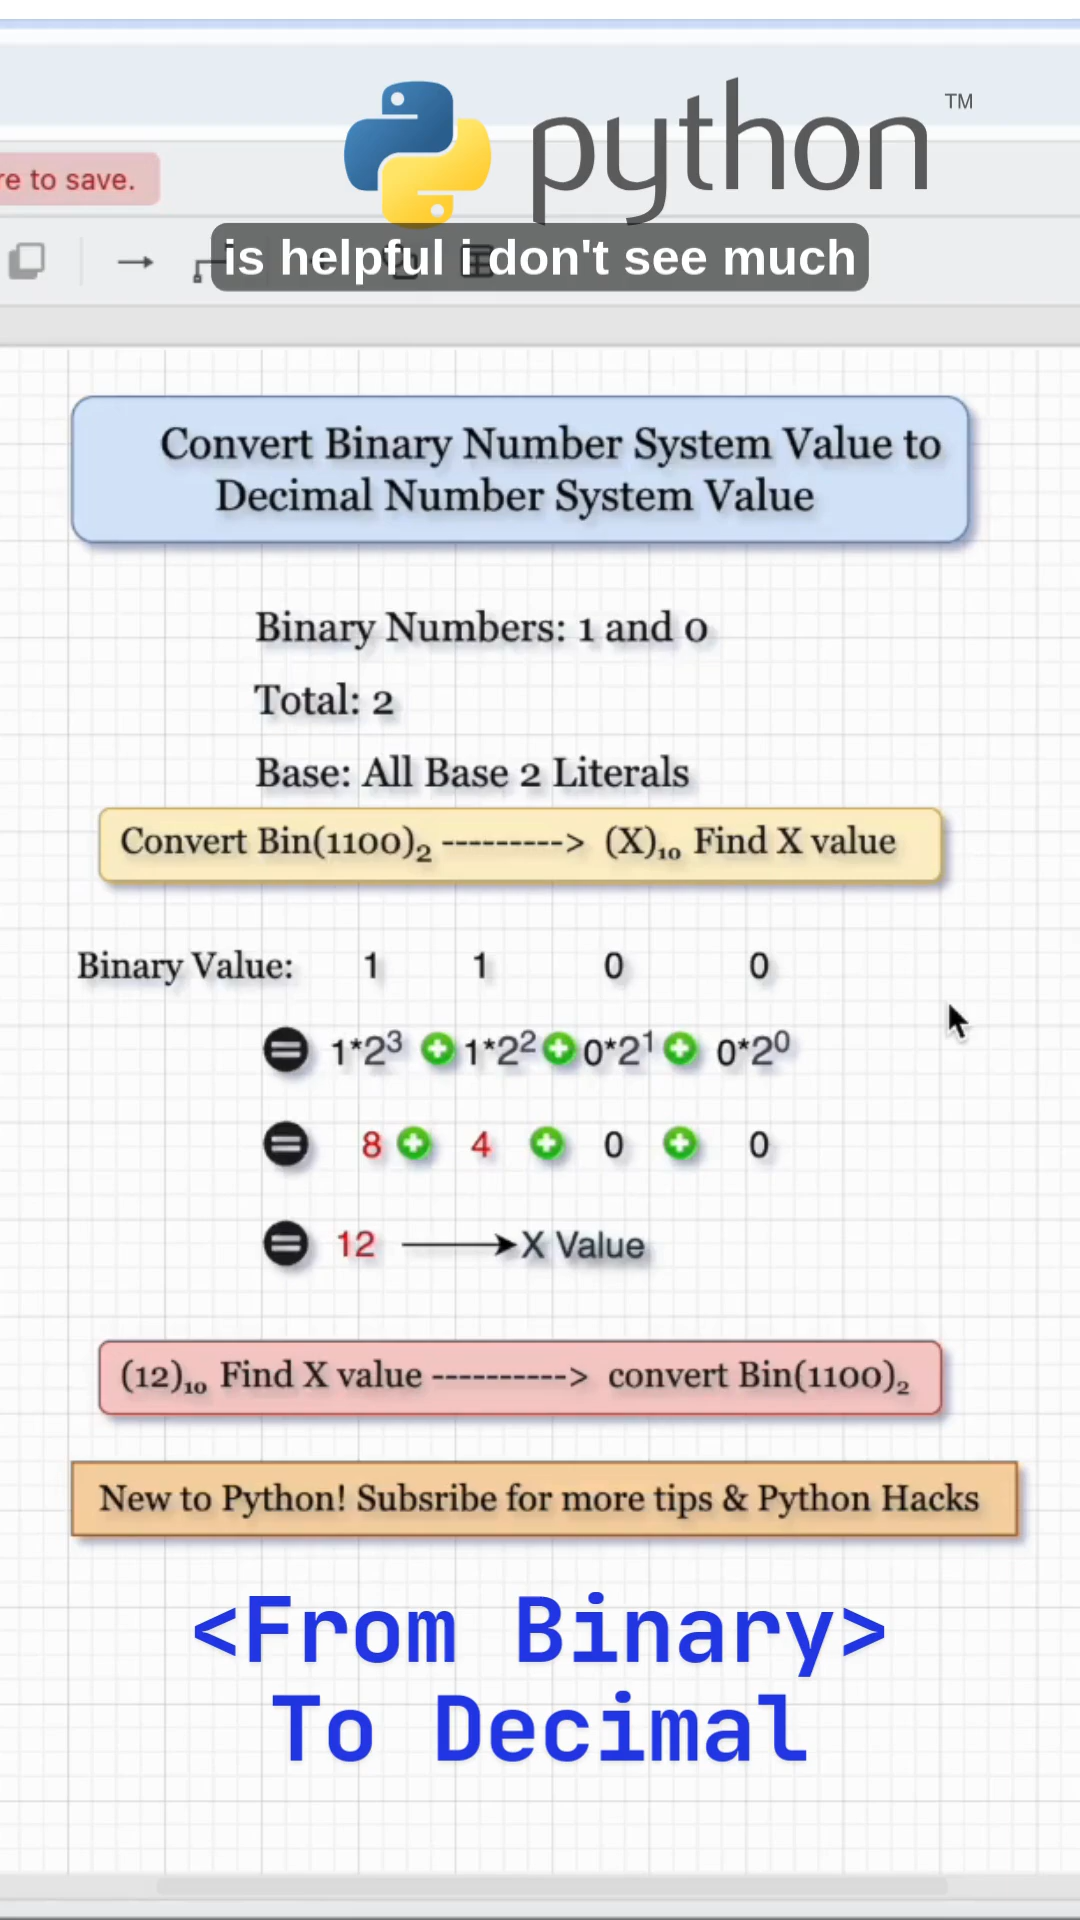 python TM
re to save.
is helpful i don't see much
Convert Binary Number System Value to
Decimal Number System Value
Binary Numbers: 1 and 0
Total: 2
Base: All Base 2 Literals
Convert Bin(1100)₂ ---------> (X)₁₀ Find X value
Binary Value: 1 1 0 0
= 1*2³ + 1*2² + 0*2¹ + 0*2⁰
= 8 + 4 + 0 + 0
= 12 → X Value
(12)₁₀ Find X value ----------> convert Bin(1100)₂
New to Python! Subsribe for more tips & Python Hacks
<From Binary>
To Decimal